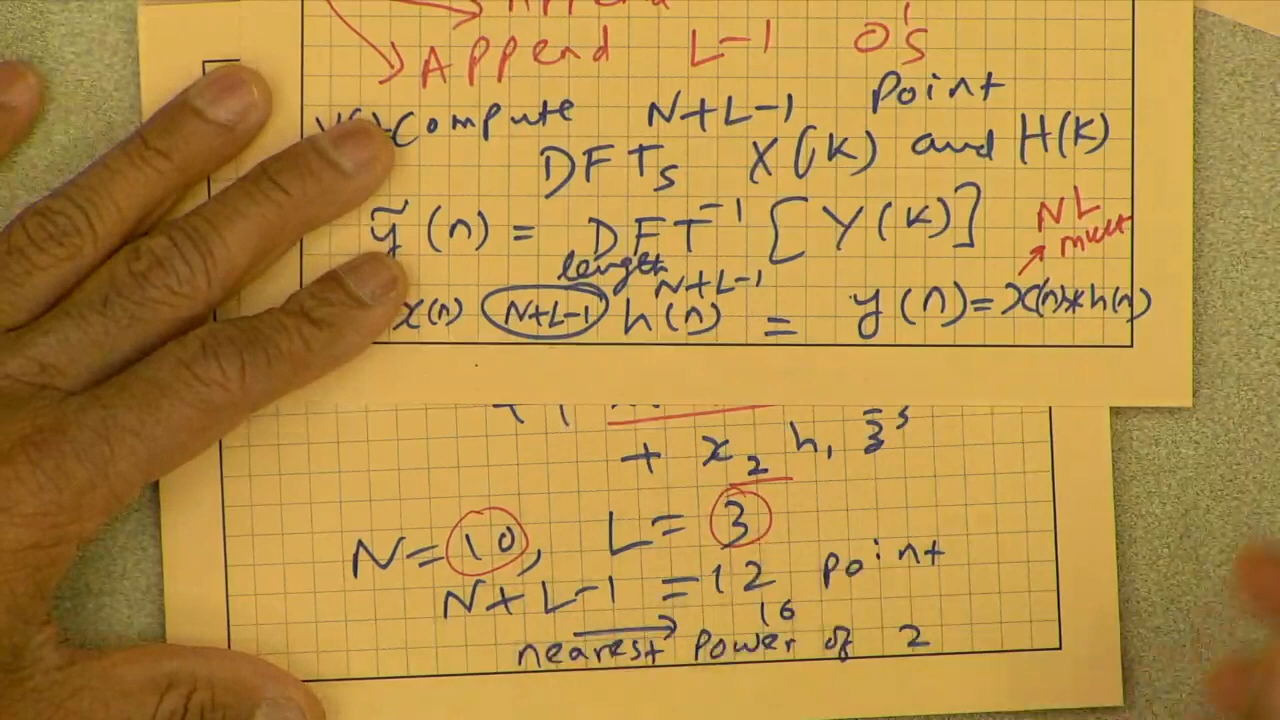 Append
Append L-1 0's
Compute N+L-1 Point
DFTs X(k) and H(k)
ỹ(n) = DFT⁻¹ [Y(k)]
NL
mult
length
N+L-1
x(n) (N+L-1) h(n) = y(n)= x(n)*h(n)
+ x₂ h, z̄³
N=10, L=3
N+L-1 =12 point
16
nearest power of 2